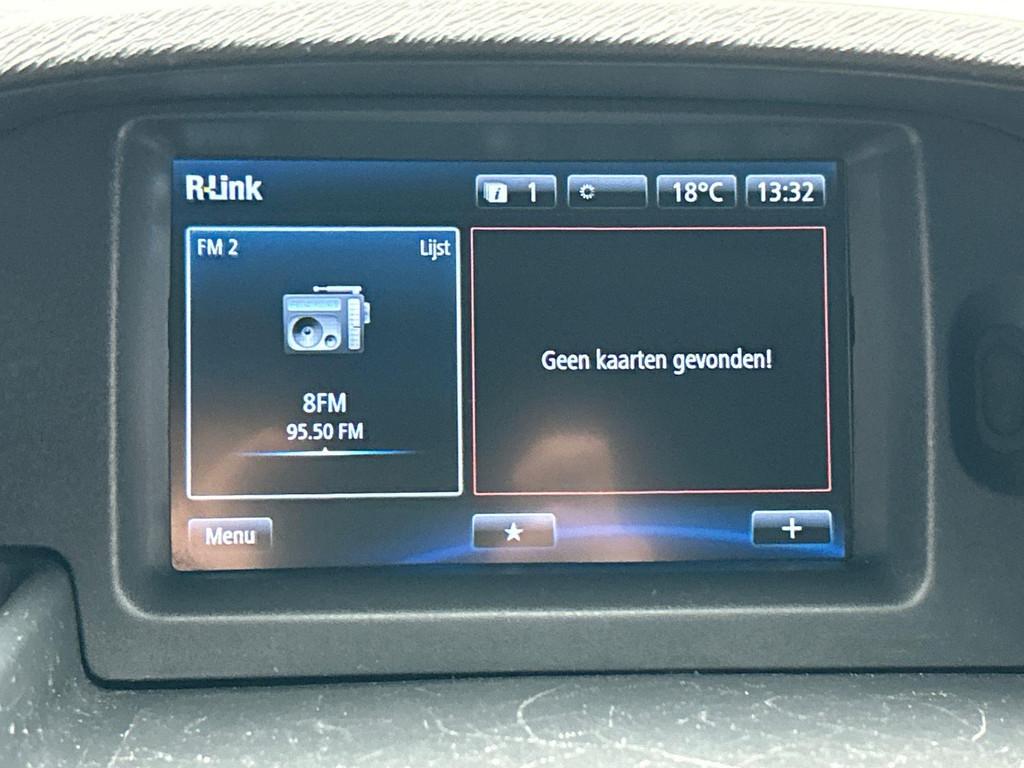 R-Link
1
18°C
13:32
FM 2
Lijst
8FM
95.50 FM
Geen kaarten gevonden!
Menu